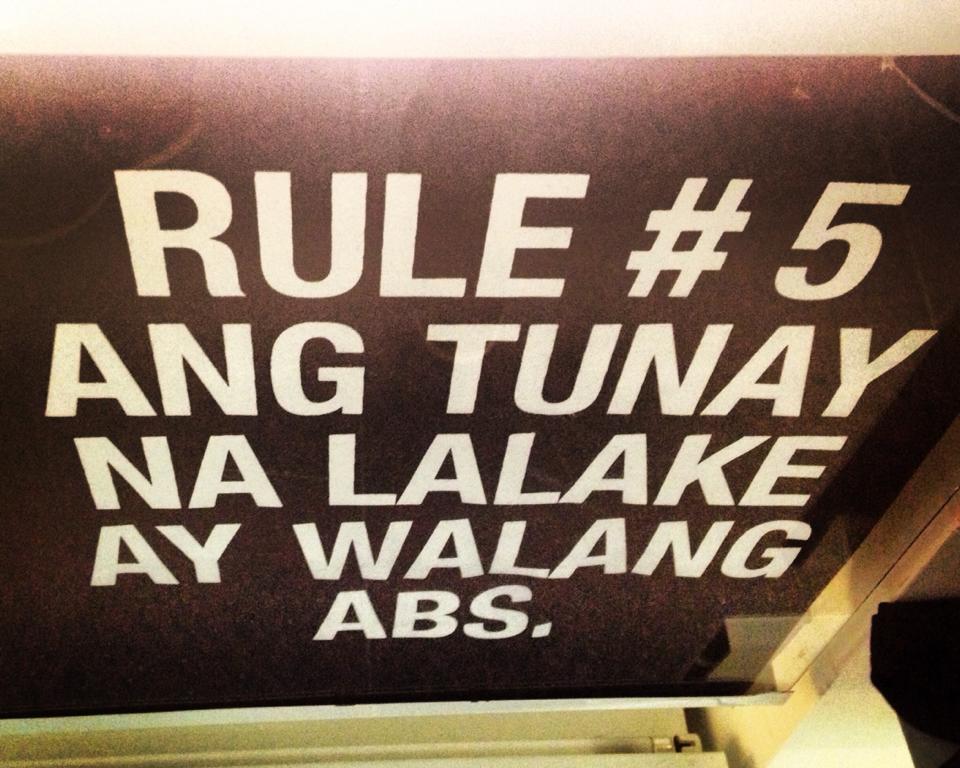 RULE # 5
ANG TUNAY
NA LALAKE
AY WALANG
ABS.